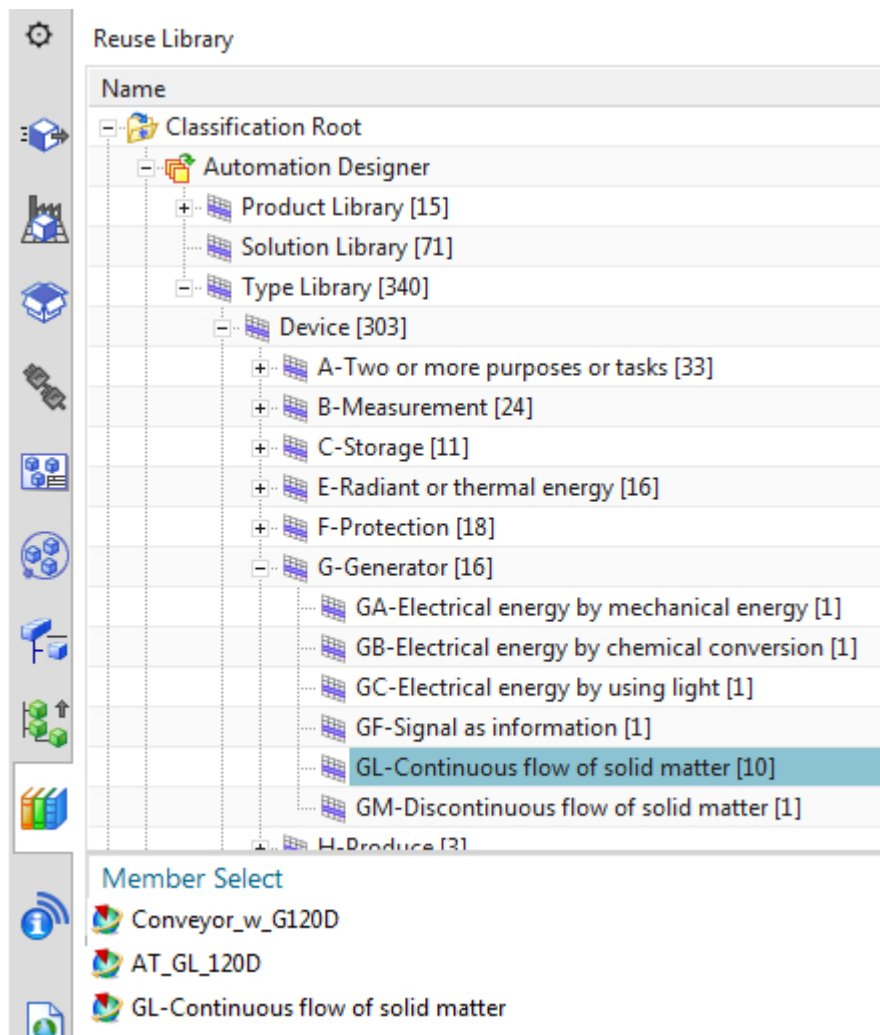 Reuse Library
Name
Classification Root
Automation Designer
Product Library [15]
Solution Library [71]
Type Library [340]
Device [303]
A-Two or more purposes or tasks [33]
B-Measurement [24]
C-Storage [11]
E-Radiant or thermal energy [16]
F-Protection [18]
G-Generator [16]
GA-Electrical energy by mechanical energy [1]
GB-Electrical energy by chemical conversion [1]
GC-Electrical energy by using light [1]
GF-Signal as information [1]
GL-Continuous flow of solid matter [10]
GM-Discontinuous flow of solid matter [1]
H-Produce [3]
Member Select
Conveyor_w_G120D
AT_GL_120D
GL-Continuous flow of solid matter